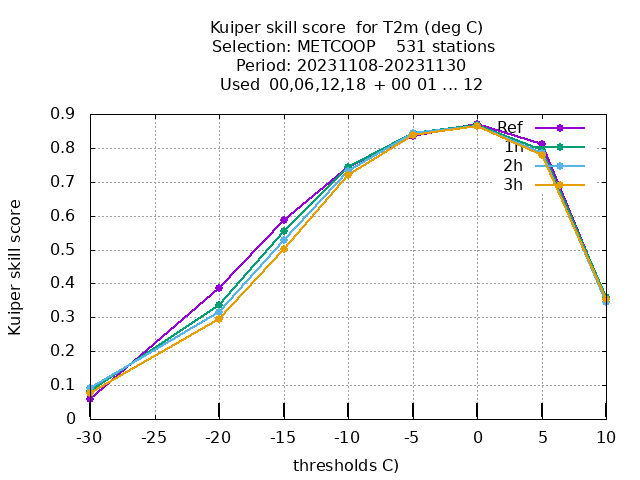 Kuiper skill score  for T2m (deg C)
Selection: METCOOP    531 stations
Period: 20231108-20231130
Used  00,06,12,18  + 00 01 ... 12
Kuiper skill score
0.9
0.8
0.7
0.6
0.5
0.4
0.3
0.2
0.1
0
Ref
1h
2h
3h
-30 -25 -20 -15 -10 -5 0 5 10
thresholds C)